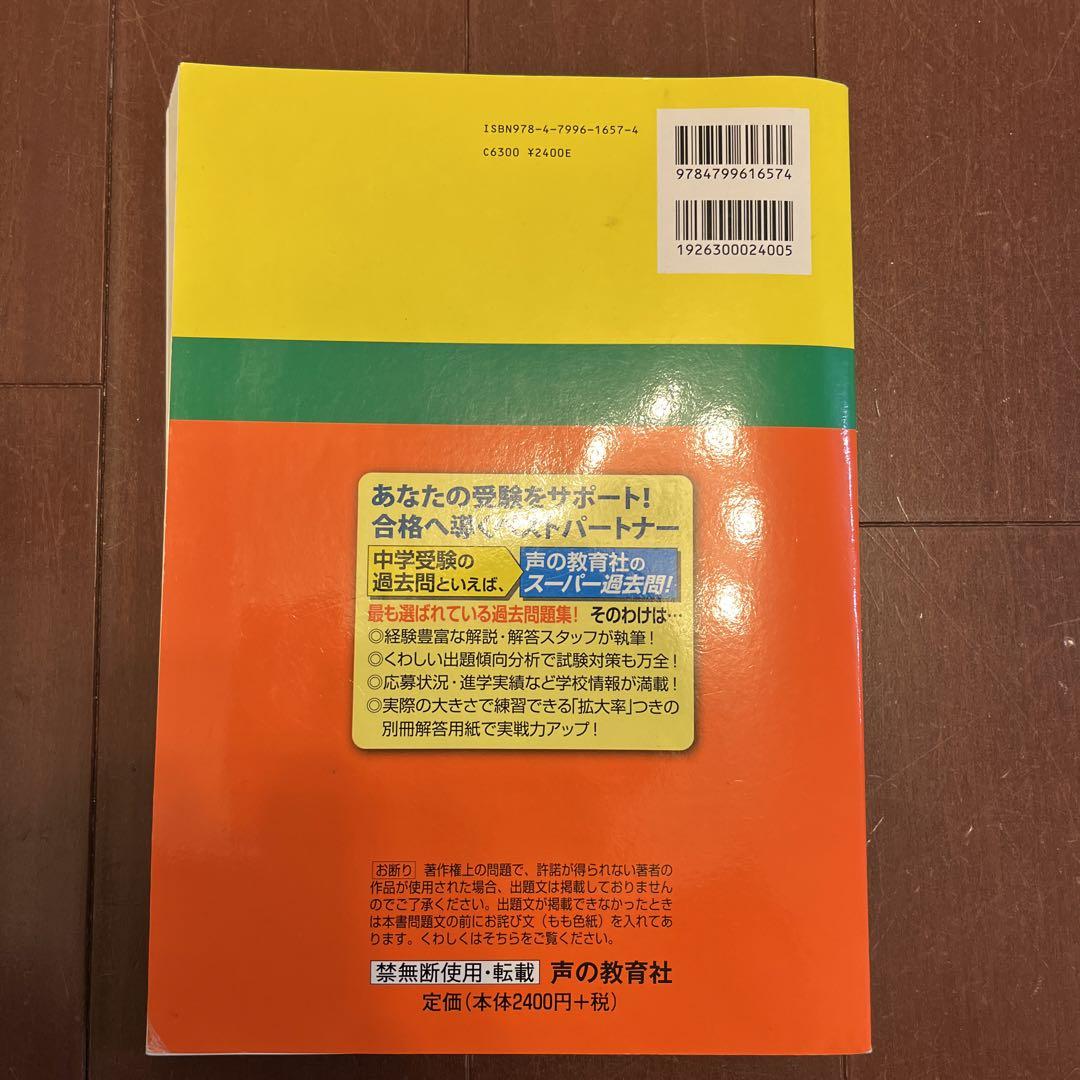 ISBN978-4-7996-1657-4
C6300 ¥2400E
9784799616574
1926300024005
あなたの受験をサポート!
合格へ導くベストパートナー
中学受験の
過去問といえば、
声の教育社の
スーパー過去問!
最も選ばれている過去問題集! そのわけは…
◎経験豊富な解説・解答スタッフが執筆!
◎くわしい出題傾向分析で試験対策も万全!
◎応募状況・進学実績など学校情報が満載!
◎実際の大きさで練習できる「拡大率」つきの
別冊解答用紙で実戦力アップ!
お断り 著作権上の問題で、許諾が得られない著者の
作品が使用された場合、出題文は掲載しておりません
のでご了承ください。出題文が掲載できなかったとき
は本書問題文の前にお詫び文(もも色紙)を入れてあ
ります。くわしくはそちらをご覧ください。
禁無断使用・転載 声の教育社
定価(本体2400円+税)